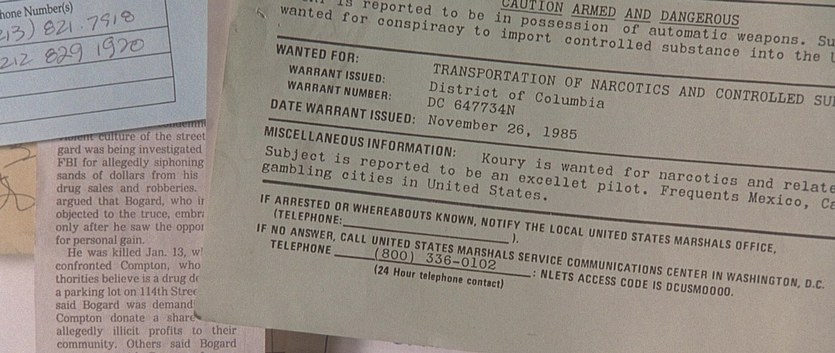 hone Number(s)
213) 821.7918
212 829 1920
culture of the street
gard was being investigated
FBI for allegedly siphoning
sands of dollars from his
drug sales and robberies.
argued that Bogard, who
objected to the truce, embr
only after he saw the oppor
for personal gain.
He was killed Jan. 13, w
confronted Compton, who
thorities believe is a drug de
a parking lot on 114th Stree
said Bogard was demand
Compton donate a share
allegedly illicit profits to their
community. Others said Bogard
CAUTION ARMED AND DANGEROUS
is reported to be in possession of automatic weapons. Su
wanted for conspiracy to import controlled substance into the U
WANTED FOR: TRANSPORTATION OF NARCOTICS AND CONTROLLED SU
WARRANT ISSUED: District of Columbia
WARRANT NUMBER: DC 647734N
DATE WARRANT ISSUED: November 26, 1985
MISCELLANEOUS INFORMATION: Koury is wanted for narcotics and relate
Subject is reported to be an excellet pilot. Frequents Mexico, Ca
gambling cities in United States.
IF ARRESTED OR WHEREABOUTS KNOWN, NOTIFY THE LOCAL UNITED STATES MARSHALS OFFICE,
(TELEPHONE: ).
IF NO ANSWER, CALL UNITED STATES MARSHALS SERVICE COMMUNICATIONS CENTER IN WASHINGTON, D.C.
TELEPHONE (800) 336-0102 : NLETS ACCESS CODE IS DCUSM0000.
(24 Hour telephone contact)